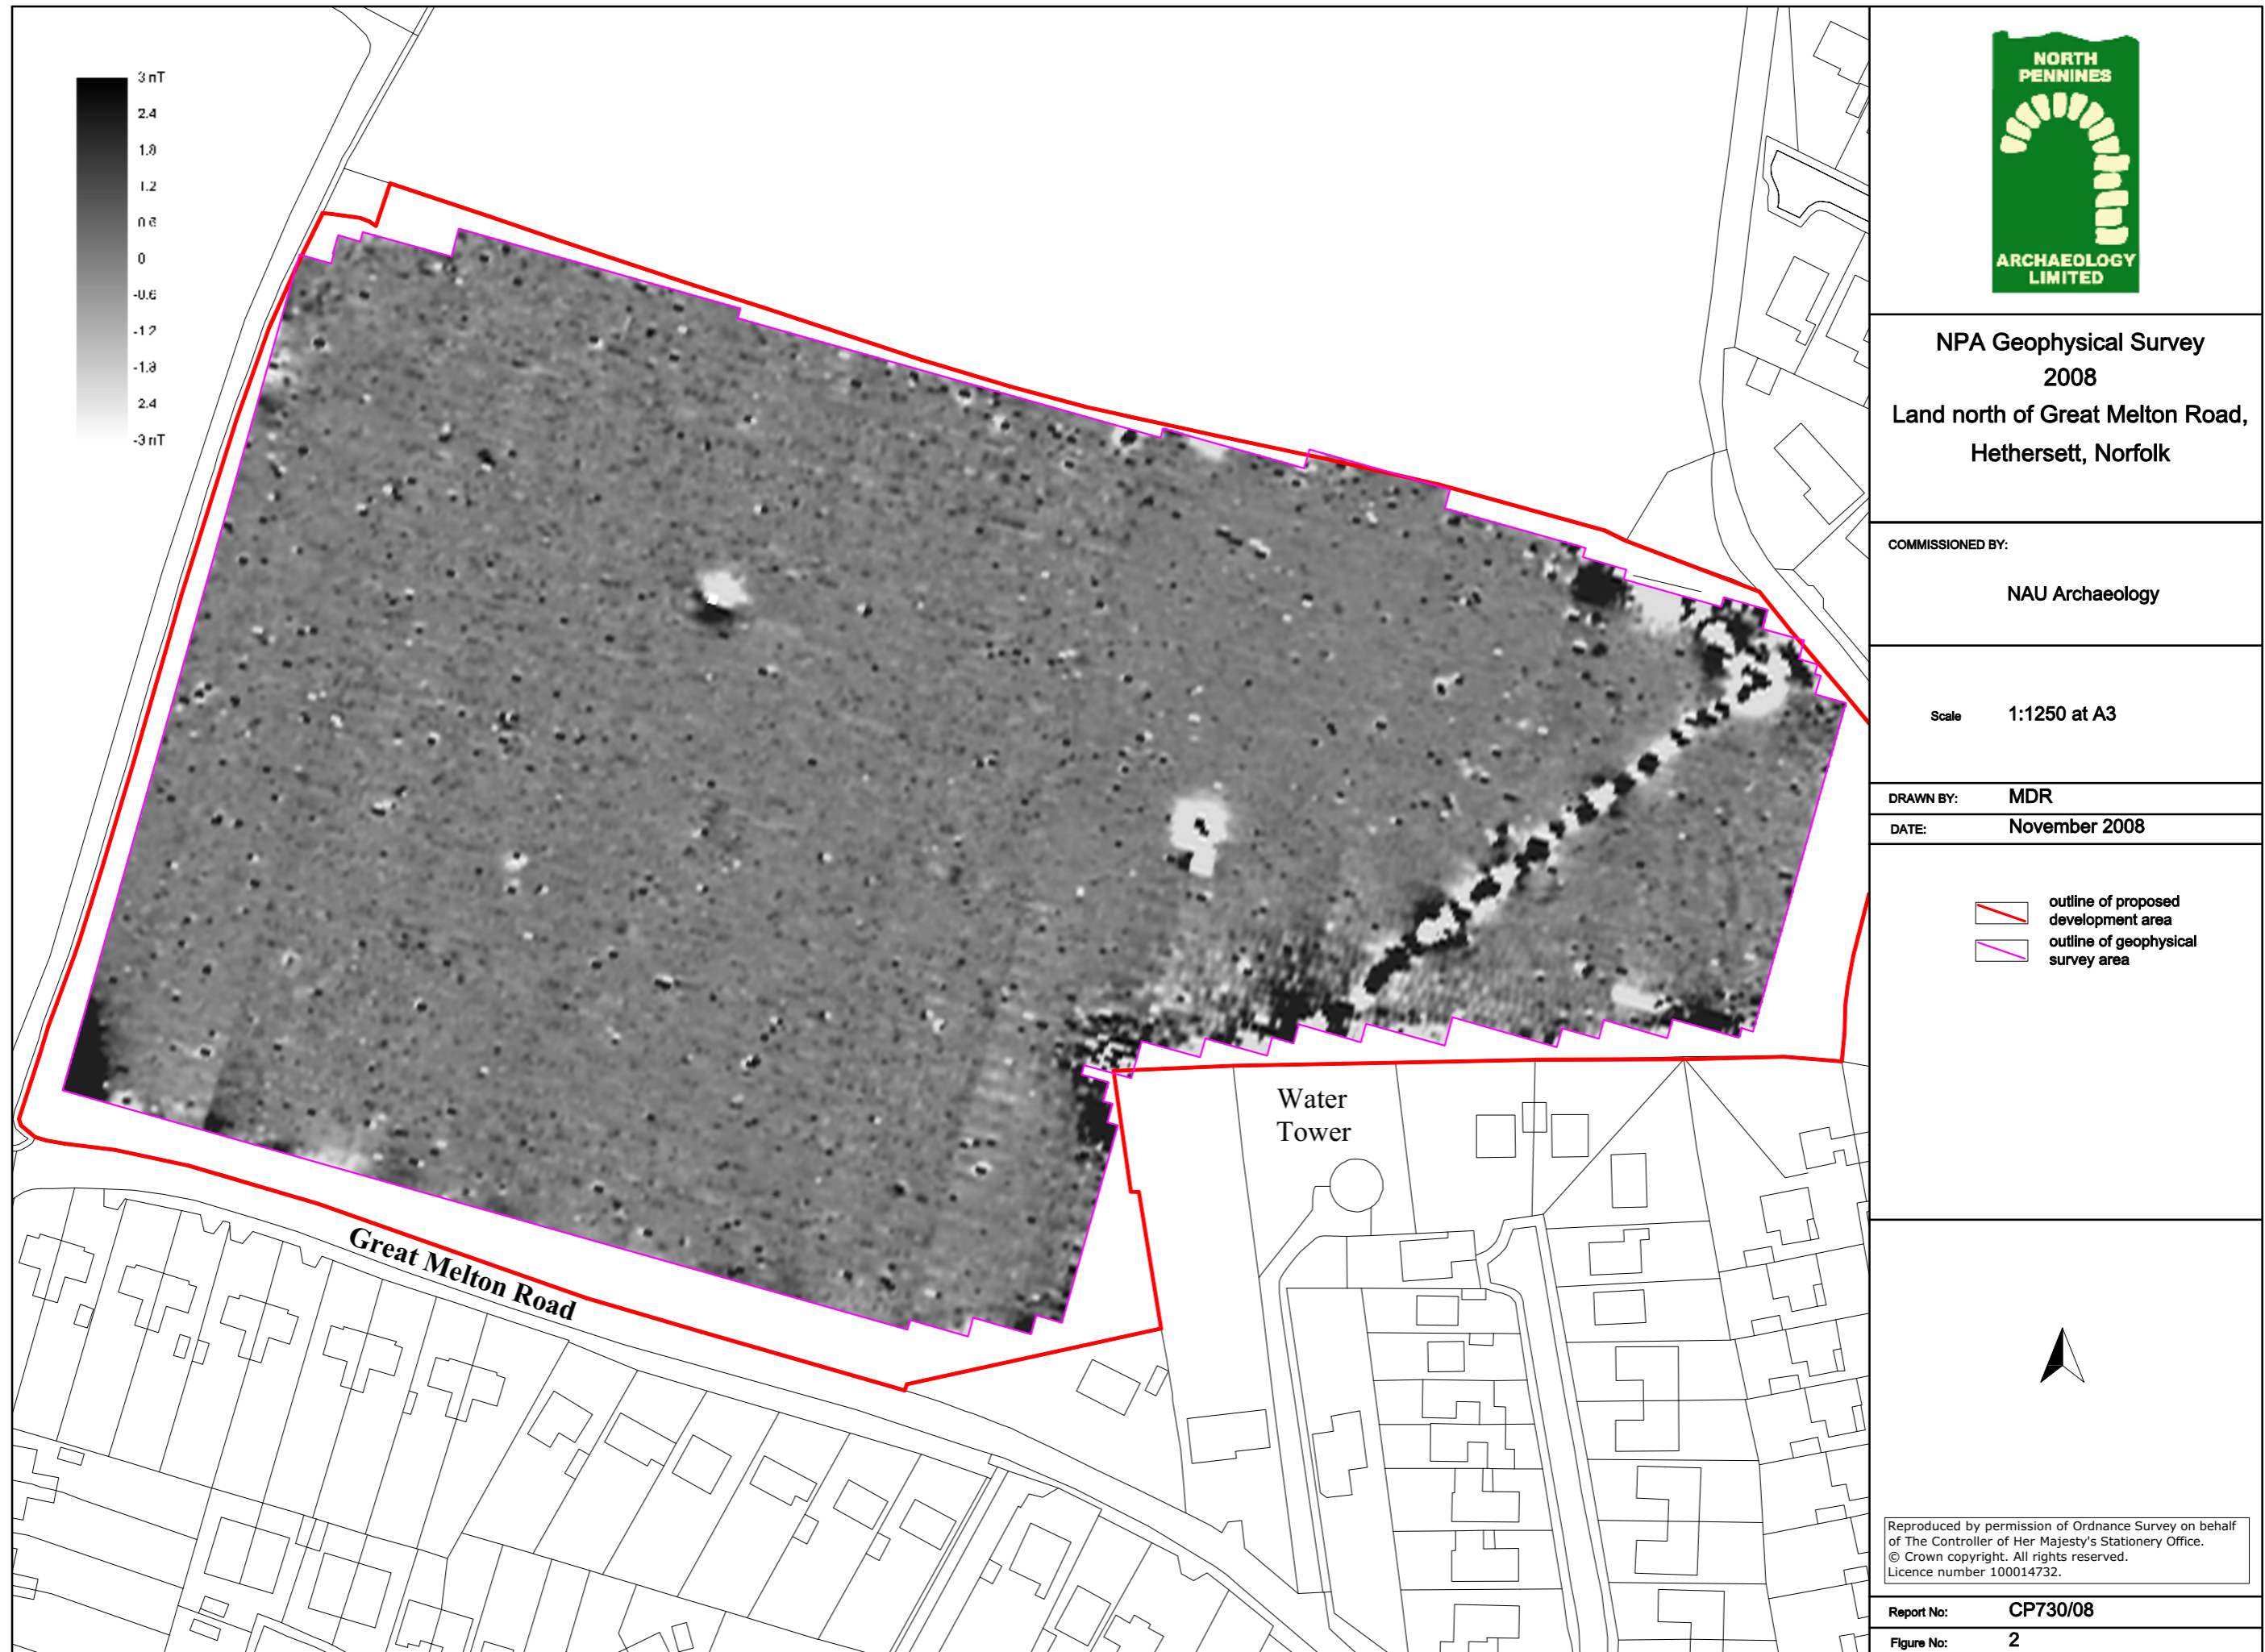 3 nT
2.4
1.8
1.2
0.6
0
-0.6
-1.2
-1.8
2.4
-3 nT
Water
Tower
Great Melton Road
NORTH
PENNINES
ARCHAEOLOGY
LIMITED
NPA Geophysical Survey
2008
Land north of Great Melton Road,
Hethersett, Norfolk
COMMISSIONED BY:
NAU Archaeology
Scale 1:1250 at A3
DRAWN BY: MDR
DATE: November 2008
outline of proposed
development area
outline of geophysical
survey area
Reproduced by permission of Ordnance Survey on behalf
of The Controller of Her Majesty's Stationery Office.
© Crown copyright. All rights reserved.
Licence number 100014732.
Report No: CP730/08
Figure No: 2